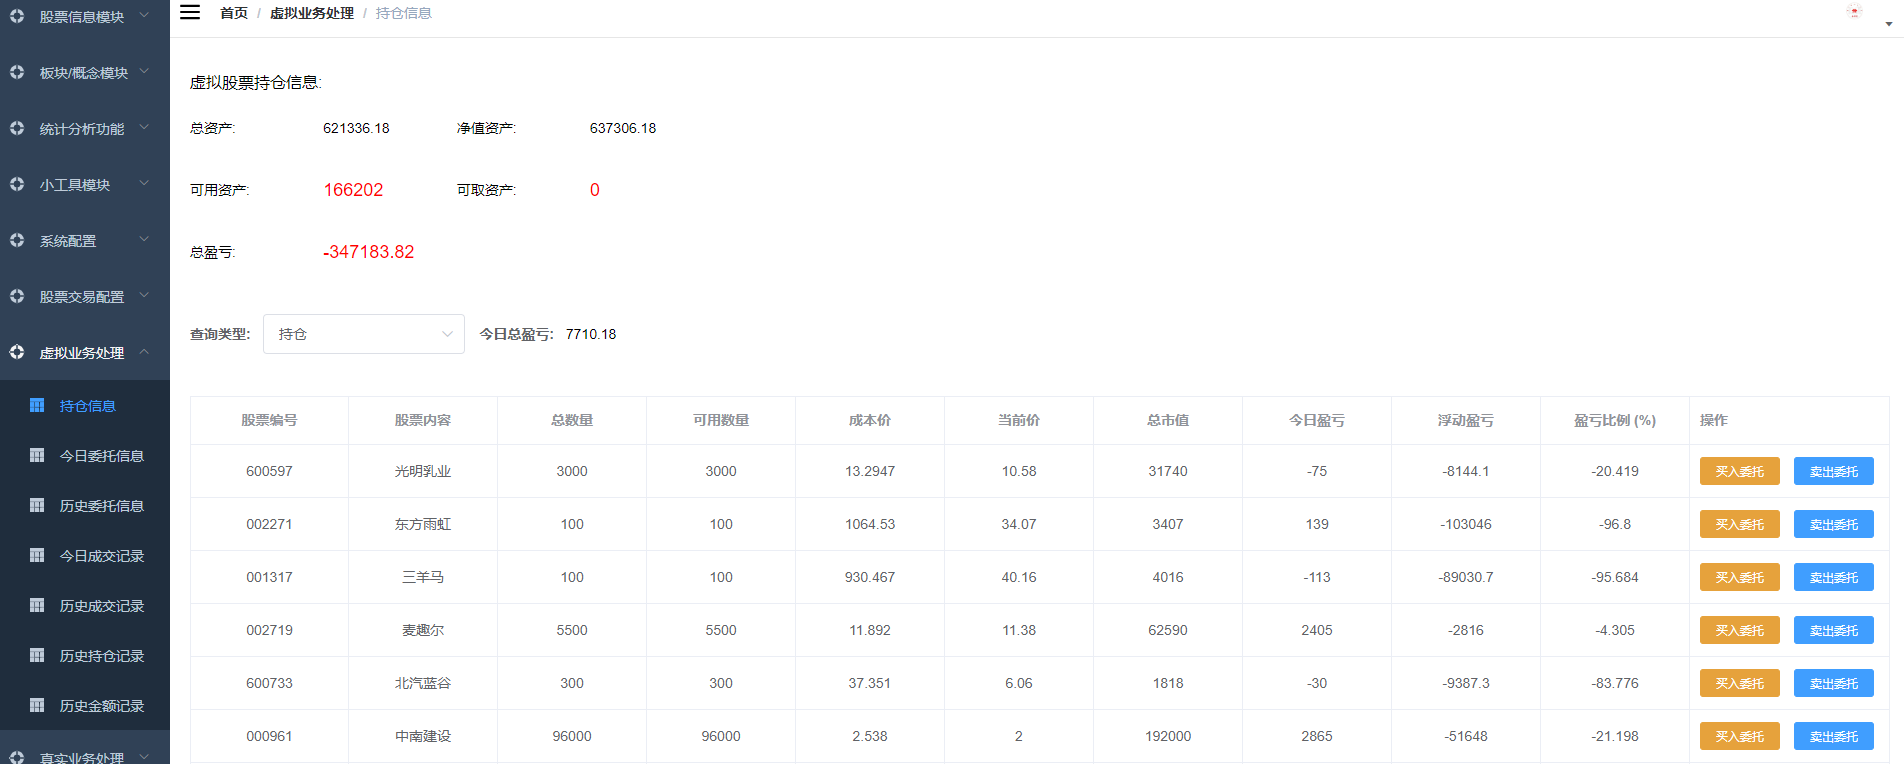 首页 / 虚拟业务处理 / 持仓信息
股票信息模块
板块/概念模块
统计分析功能
小工具模块
系统配置
股票交易配置
虚拟业务处理
持仓信息
今日委托信息
历史委托信息
今日成交记录
历史成交记录
历史持仓记录
历史金额记录
真实业务处理
虚拟股票持仓信息:
总资产: 621336.18 净值资产: 637306.18
可用资产: 166202 可取资产: 0
总盈亏: -347183.82
查询类型: 持仓 今日总盈亏: 7710.18
股票编号 股票内容 总数量 可用数量 成本价 当前价 总市值 今日盈亏 浮动盈亏 盈亏比例 (%) 操作
600597 光明乳业 3000 3000 13.2947 10.58 31740 -75 -8144.1 -20.419 买入委托 卖出委托
002271 东方雨虹 100 100 1064.53 34.07 3407 139 -103046 -96.8 买入委托 卖出委托
001317 三羊马 100 100 930.467 40.16 4016 -113 -89030.7 -95.684 买入委托 卖出委托
002719 麦趣尔 5500 5500 11.892 11.38 62590 2405 -2816 -4.305 买入委托 卖出委托
600733 北汽蓝谷 300 300 37.351 6.06 1818 -30 -9387.3 -83.776 买入委托 卖出委托
000961 中南建设 96000 96000 2.538 2 192000 2865 -51648 -21.198 买入委托 卖出委托